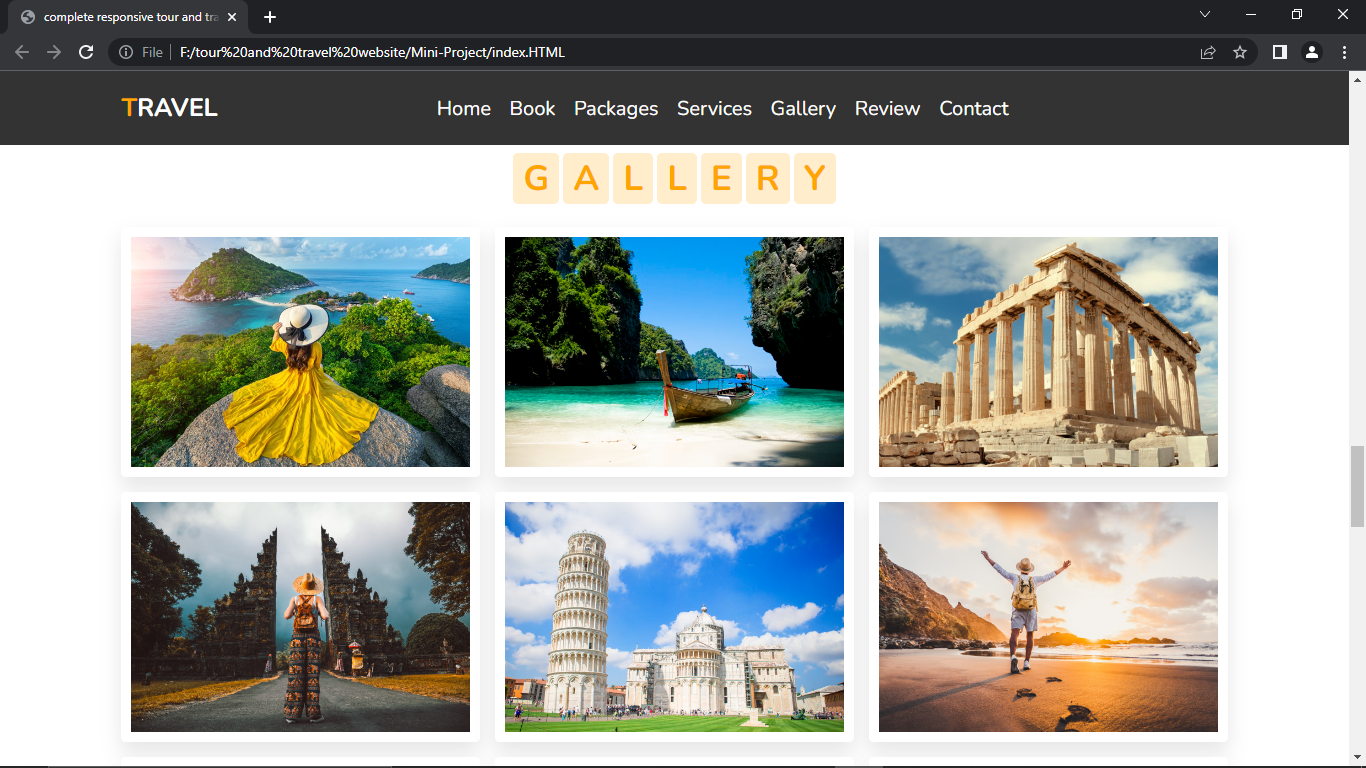 complete responsive tour and tra
File F:/tour%20and%20travel%20website/Mini-Project/index.HTML
TRAVEL Home Book Packages Services Gallery Review Contact
GALLERY